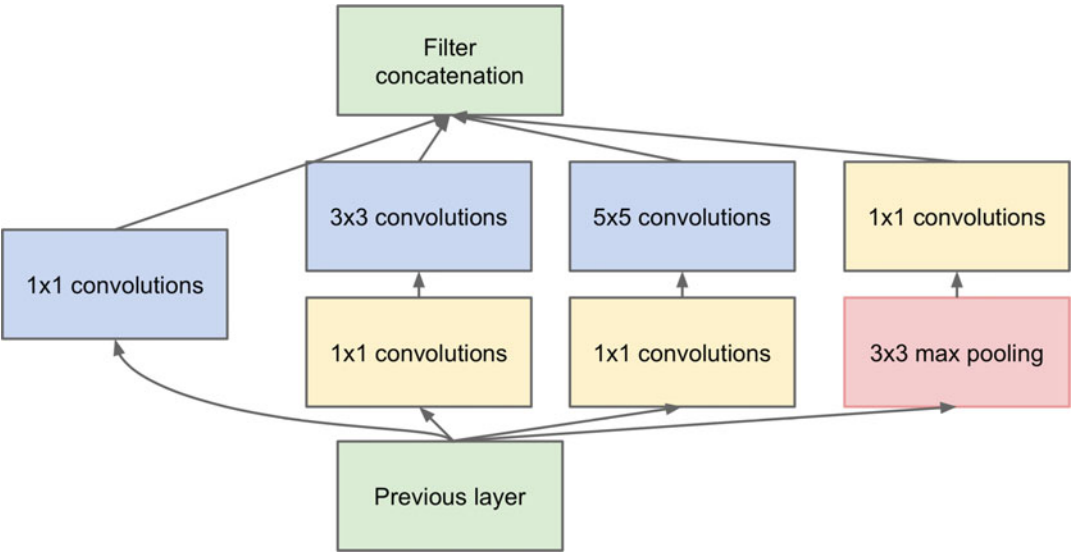 Filter
concatenation
3x3 convolutions
5x5 convolutions
1x1 convolutions
1x1 convolutions
1x1 convolutions
1x1 convolutions
3x3 max pooling
Previous layer